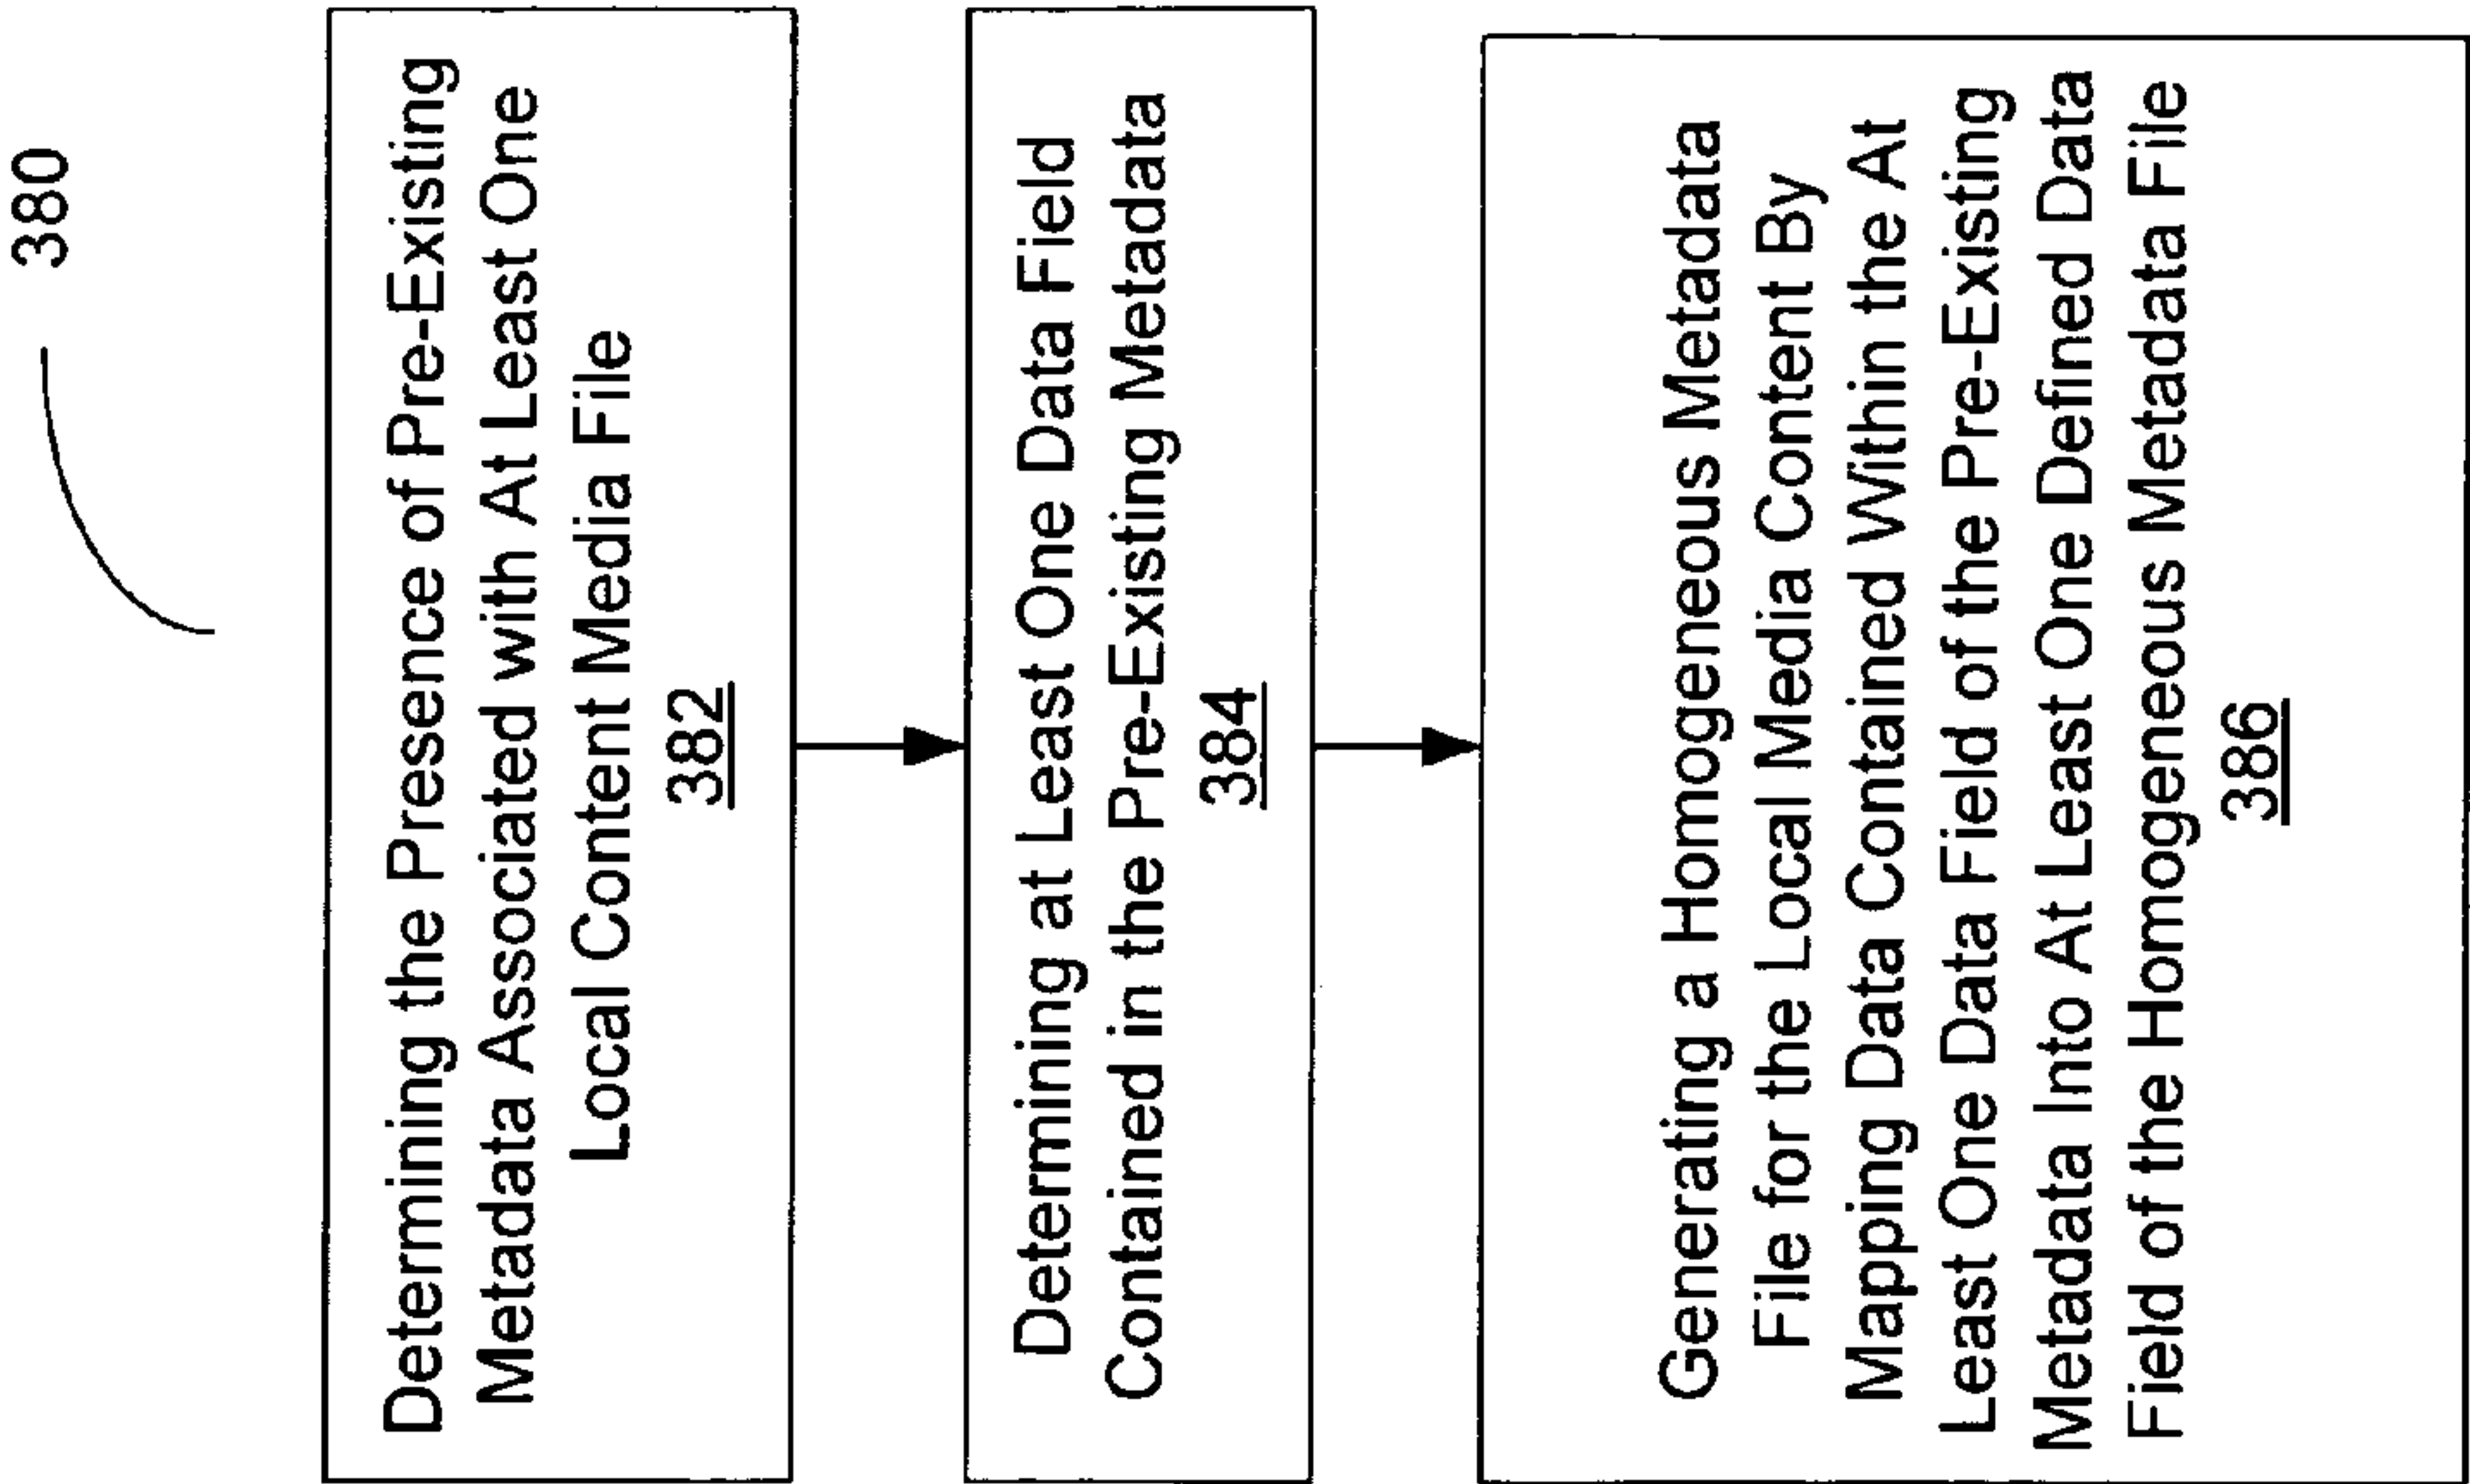 380
Determining the Presence of Pre-Existing
Metadata Associated with At Least One
Local Content Media File
382
Determining at Least One Data Field
Contained in the Pre-Existing Metadata
384
Generating a Homogeneous Metadata
File for the Local Media Content By
Mapping Data Contained Within the At
Least One Data Field of the Pre-Existing
Metadata Into At Least One Defined Data
Field of the Homogeneous Metadata File
386